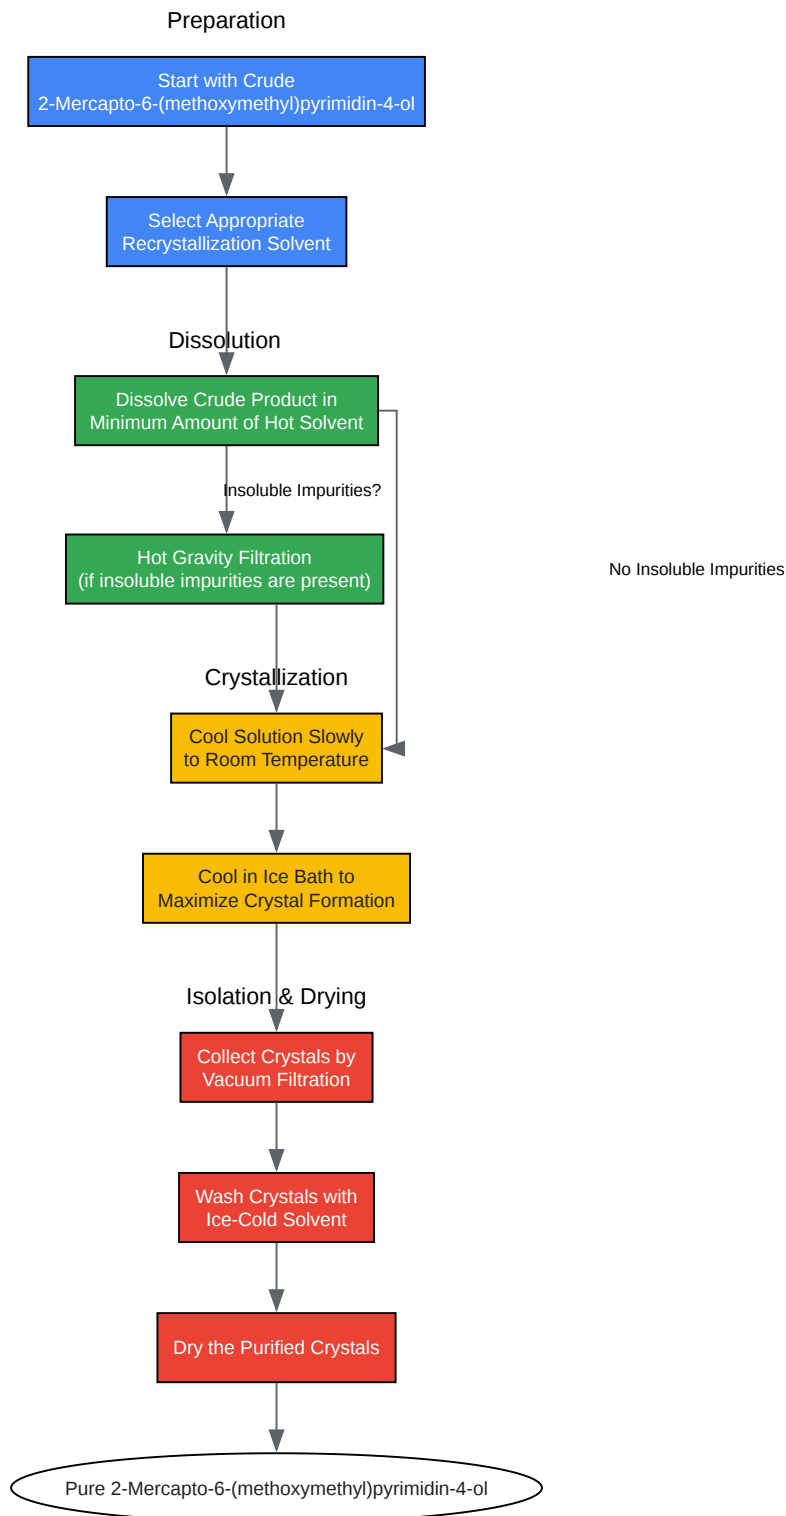 Preparation
Start with Crude
2-Mercapto-6-(methoxymethyl)pyrimidin-4-ol
Select Appropriate
Recrystallization Solvent
Dissolution
Dissolve Crude Product in
Minimum Amount of Hot Solvent
Insoluble Impurities?
Hot Gravity Filtration
(if insoluble impurities are present)
No Insoluble Impurities
Crystallization
Cool Solution Slowly
to Room Temperature
Cool in Ice Bath to
Maximize Crystal Formation
Isolation & Drying
Collect Crystals by
Vacuum Filtration
Wash Crystals with
Ice-Cold Solvent
Dry the Purified Crystals
Pure 2-Mercapto-6-(methoxymethyl)pyrimidin-4-ol